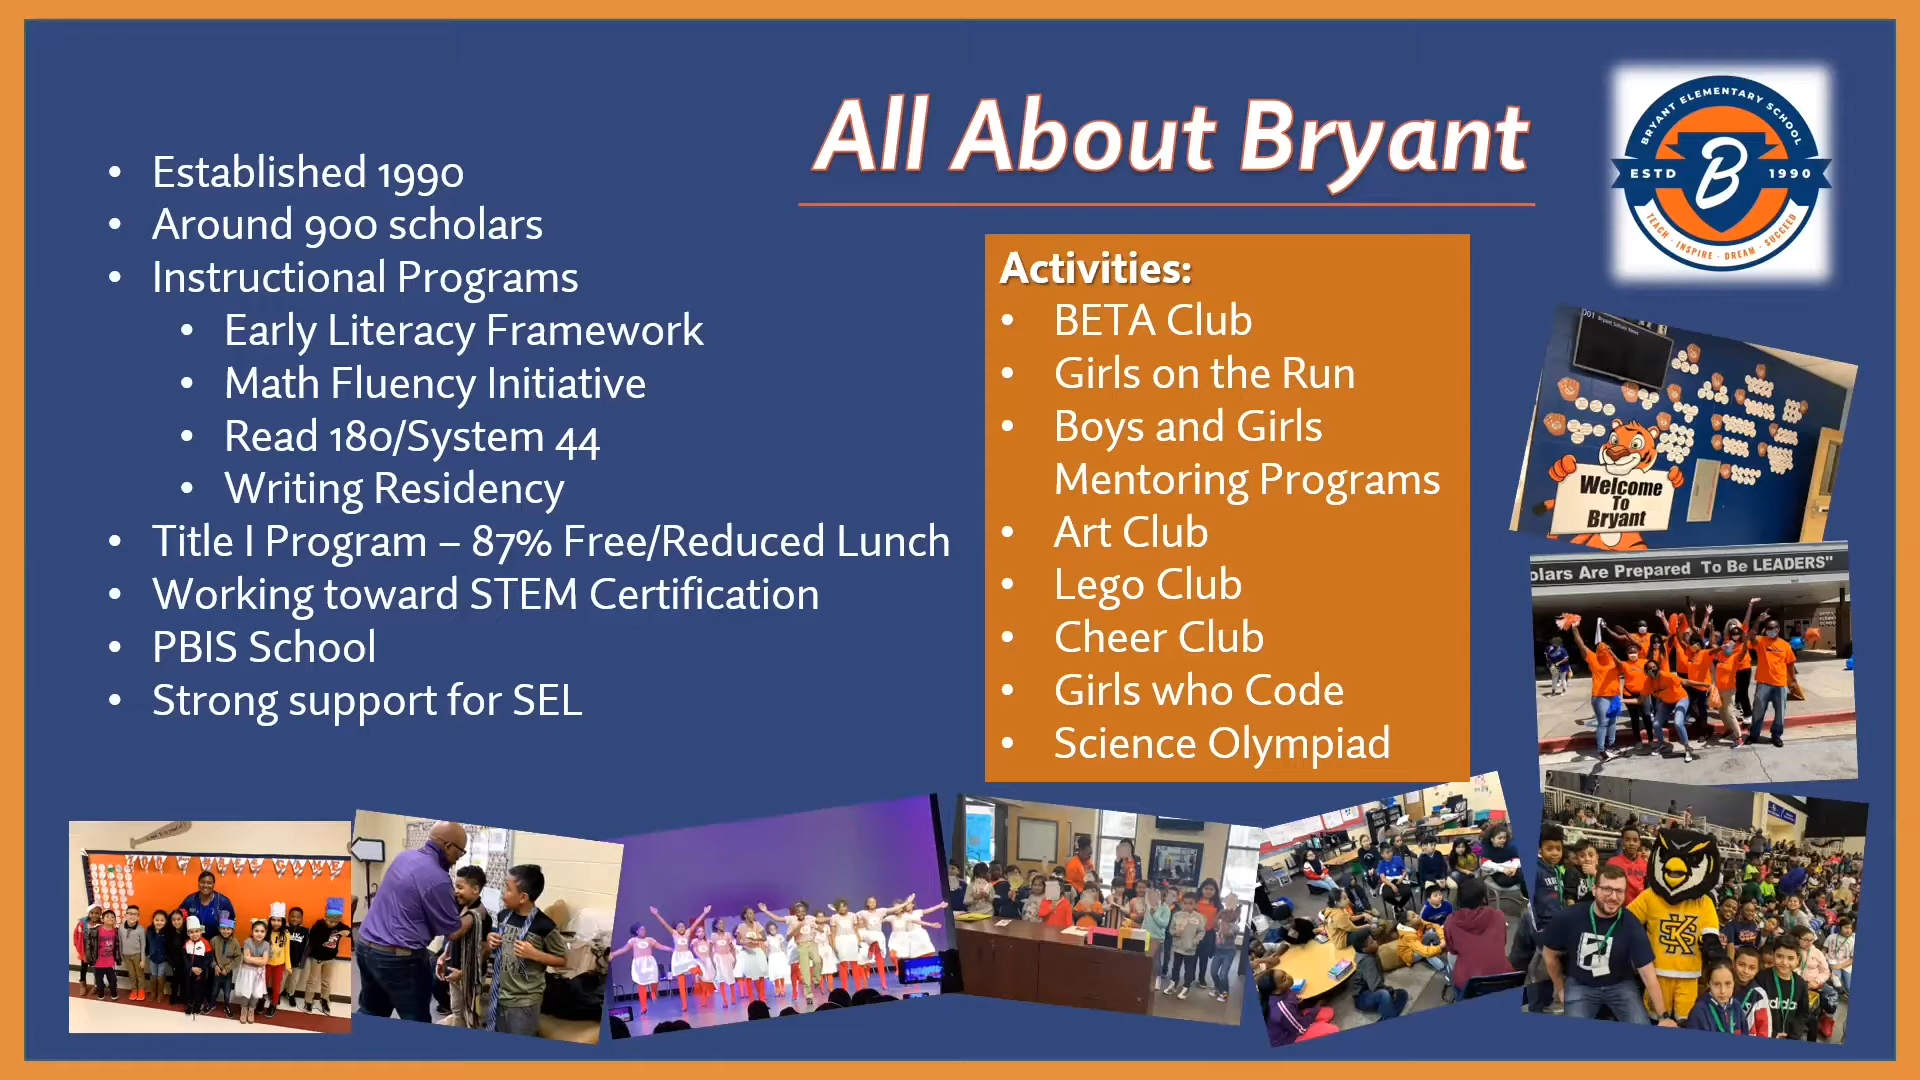 All About Bryant
• Established 1990
• Around 900 scholars
• Instructional Programs
• Early Literacy Framework
• Math Fluency Initiative
• Read 180/System 44
• Writing Residency
• Title I Program – 87% Free/Reduced Lunch
• Working toward STEM Certification
• PBIS School
• Strong support for SEL
Activities:
• BETA Club
• Girls on the Run
• Boys and Girls
Mentoring Programs
• Art Club
• Lego Club
• Cheer Club
• Girls who Code
• Science Olympiad
BRYANT ELEMENTARY SCHOOL
ESTD 1990
B
TEACH · INSPIRE · DREAM · SUCCEED
Welcome
To
Bryant
olars Are Prepared To Be LEADERS"